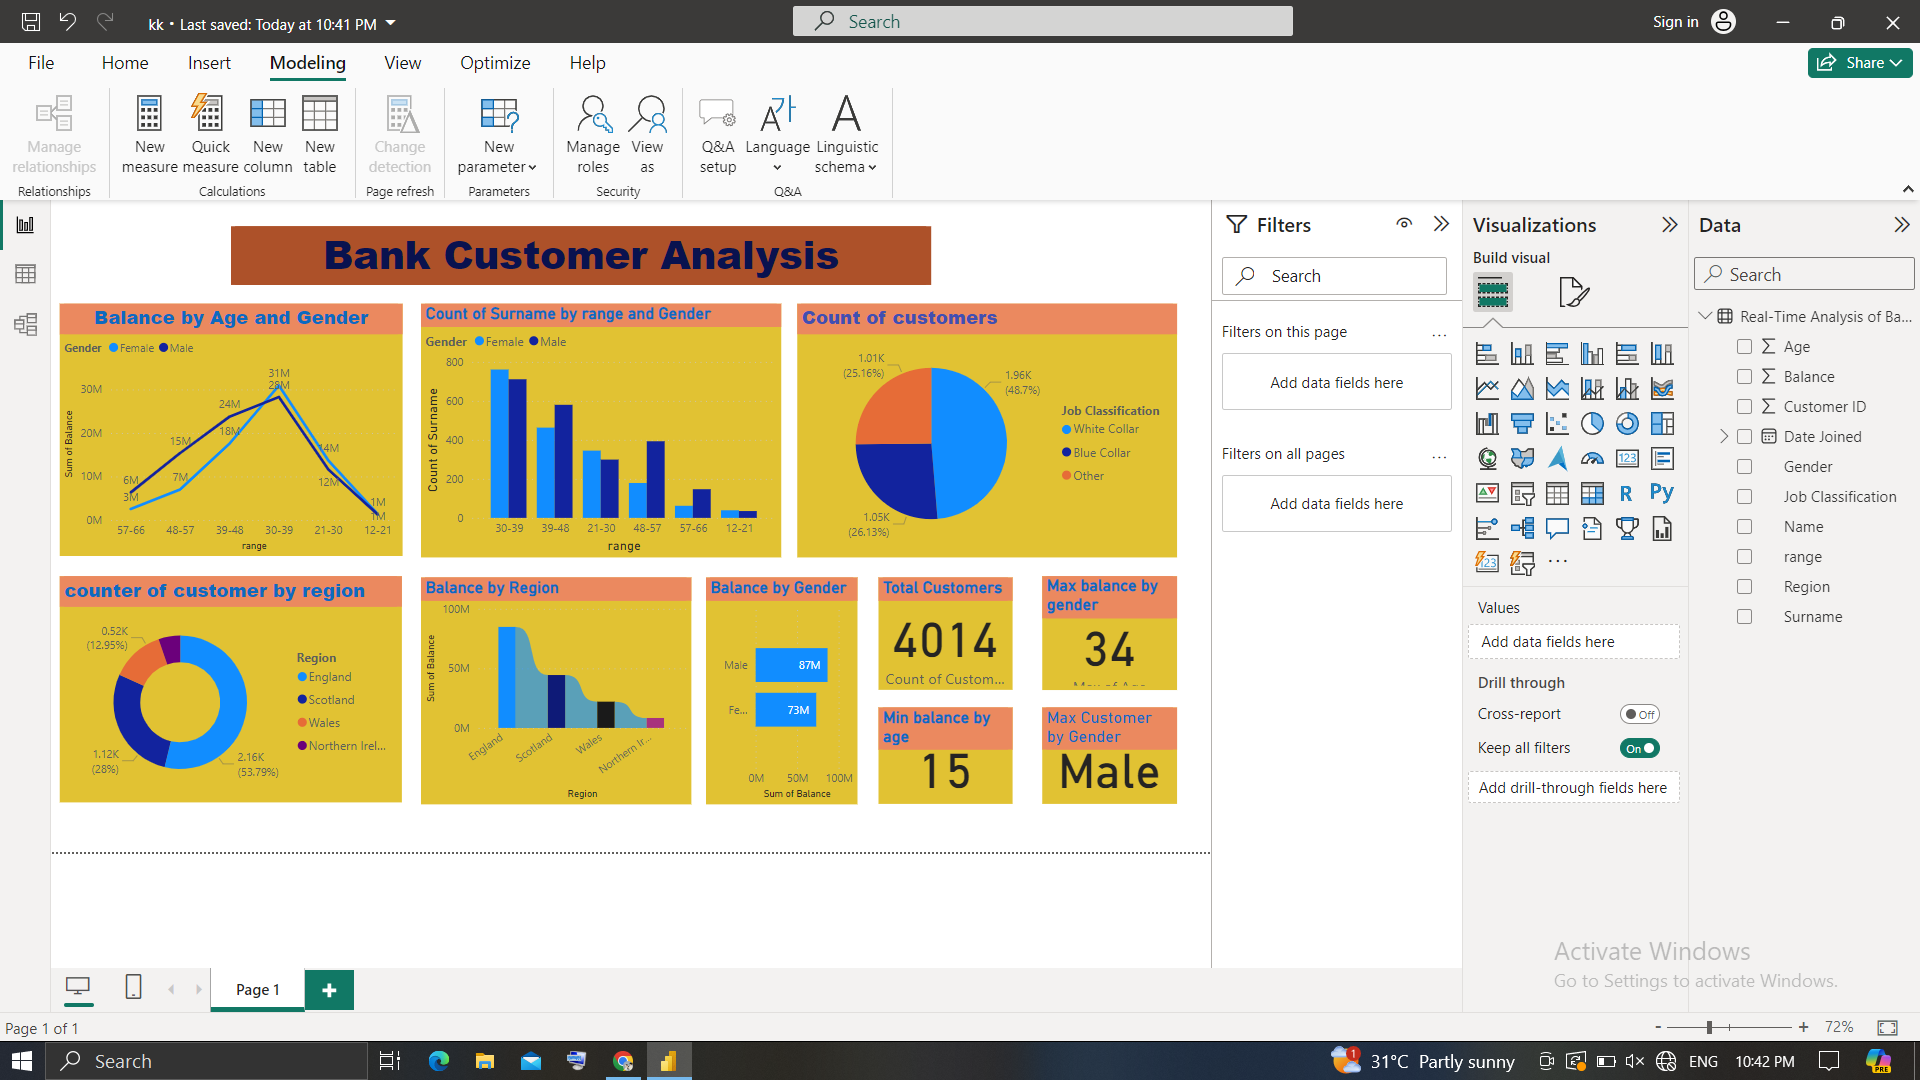 kk • Last saved: Today at 10:41 PM
Search
Sign in
File Home Insert Modeling View Optimize Help
Share
Manage relationships
New measure
Quick measure
New column
New table
Change detection
New parameter
Manage roles
View as
Q&A setup
Language
Linguistic schema
Relationships
Calculations
Page refresh
Parameters
Security
Q&A
Bank Customer Analysis
Balance by Age and Gender
Gender Female Male
Sum of Balance
30M
20M
10M
0M
6M
3M
15M
7M
24M
18M
31M
28M
14M
12M
1M
1M
57-66 48-57 39-48 30-39 21-30 12-21
range
Count of Surname by range and Gender
Gender Female Male
Count of Surname
800
600
400
200
0
30-39 39-48 21-30 48-57 57-66 12-21
range
Count of customers
1.01K
(25.16%)
1.96K
(48.7%)
1.05K
(26.13%)
Job Classification
White Collar
Blue Collar
Other
counter of customer by region
0.52K
(12.95%)
1.12K
(28%)
2.16K
(53.79%)
Region
England
Scotland
Wales
Northern Irel...
Balance by Region
Sum of Balance
100M
50M
0M
England Scotland Wales Northern Ir...
Region
Balance by Gender
Male 87M
Fe... 73M
0M 50M 100M
Sum of Balance
Total Customers
4014
Count of Custom...
Max balance by
gender
34
Min balance by
age
15
Max Customer
by Gender
Male
Filters
Search
Filters on this page ...
Add data fields here
Filters on all pages ...
Add data fields here
Visualizations
Build visual
123
R
Py
123
...
Values
Add data fields here
Drill through
Cross-report Off
Keep all filters On
Add drill-through fields here
Data
Search
Real-Time Analysis of Ba...
Age
Balance
Customer ID
Date Joined
Gender
Job Classification
Name
range
Region
Surname
Activate Windows
Go to Settings to activate Windows.
Page 1
Page 1 of 1
- + 72%
Search
1
31°C Partly sunny
ENG
10:42 PM
PRE